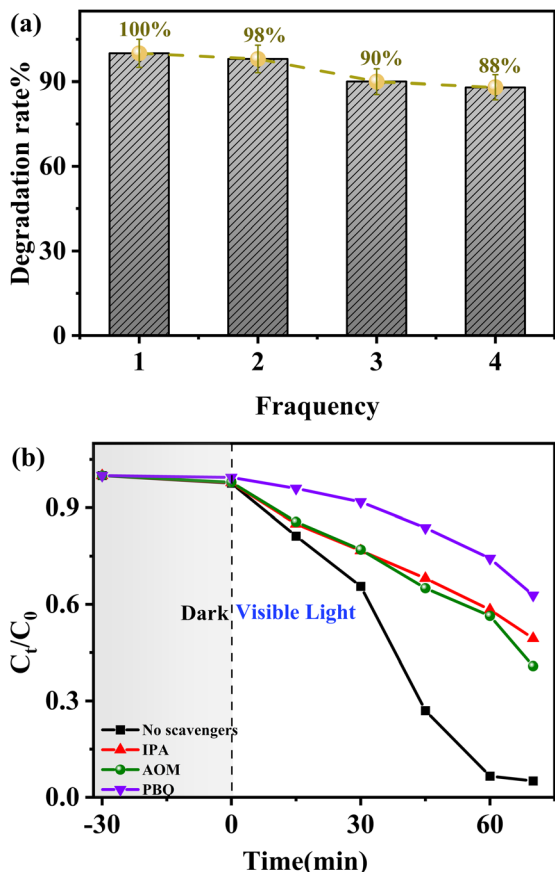 (a)
100%
98%
90%
88%
Degradation rate%
90
60
30
0
1
2
3
4
Fraquency
(b)
0.9
0.6
0.3
0.0
Ct/C0
Dark
Visible Light
No scavengers
IPA
AOM
PBQ
-30
0
30
60
Time(min)